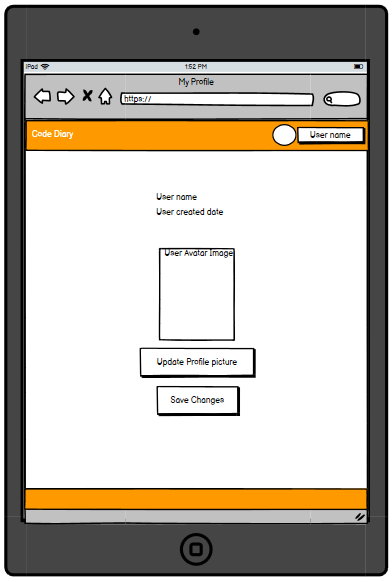 iPad 1:52 PM
My Profile
https://
Code Diary
User name
User name
User created date
User Avatar Image
Update Profile picture
Save Changes